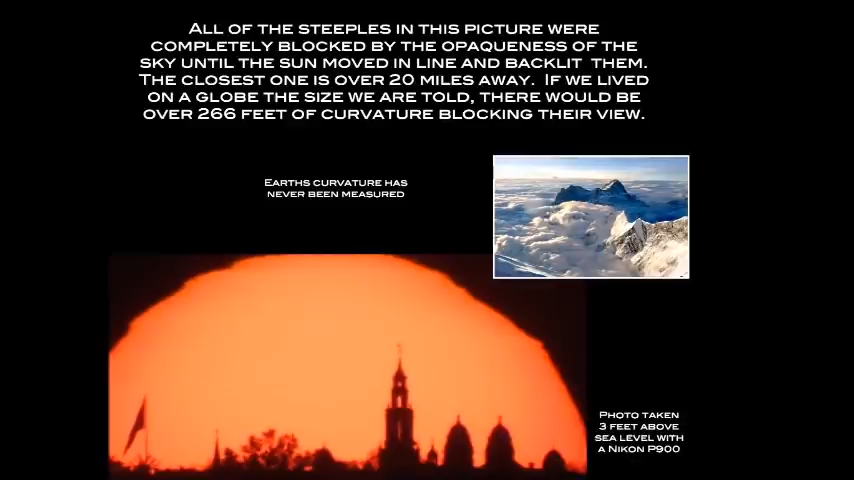 ALL OF THE STEEPLES IN THIS PICTURE WERE
COMPLETELY BLOCKED BY THE OPAQUENESS OF THE
SKY UNTIL THE SUN MOVED IN LINE AND BACKLIT THEM.
THE CLOSEST ONE IS OVER 20 MILES AWAY. IF WE LIVED
ON A GLOBE THE SIZE WE ARE TOLD, THERE WOULD BE
OVER 266 FEET OF CURVATURE BLOCKING THEIR VIEW.
EARTHS CURVATURE HAS
NEVER BEEN MEASURED
PHOTO TAKEN
3 FEET ABOVE
SEA LEVEL WITH
A NIKON P900